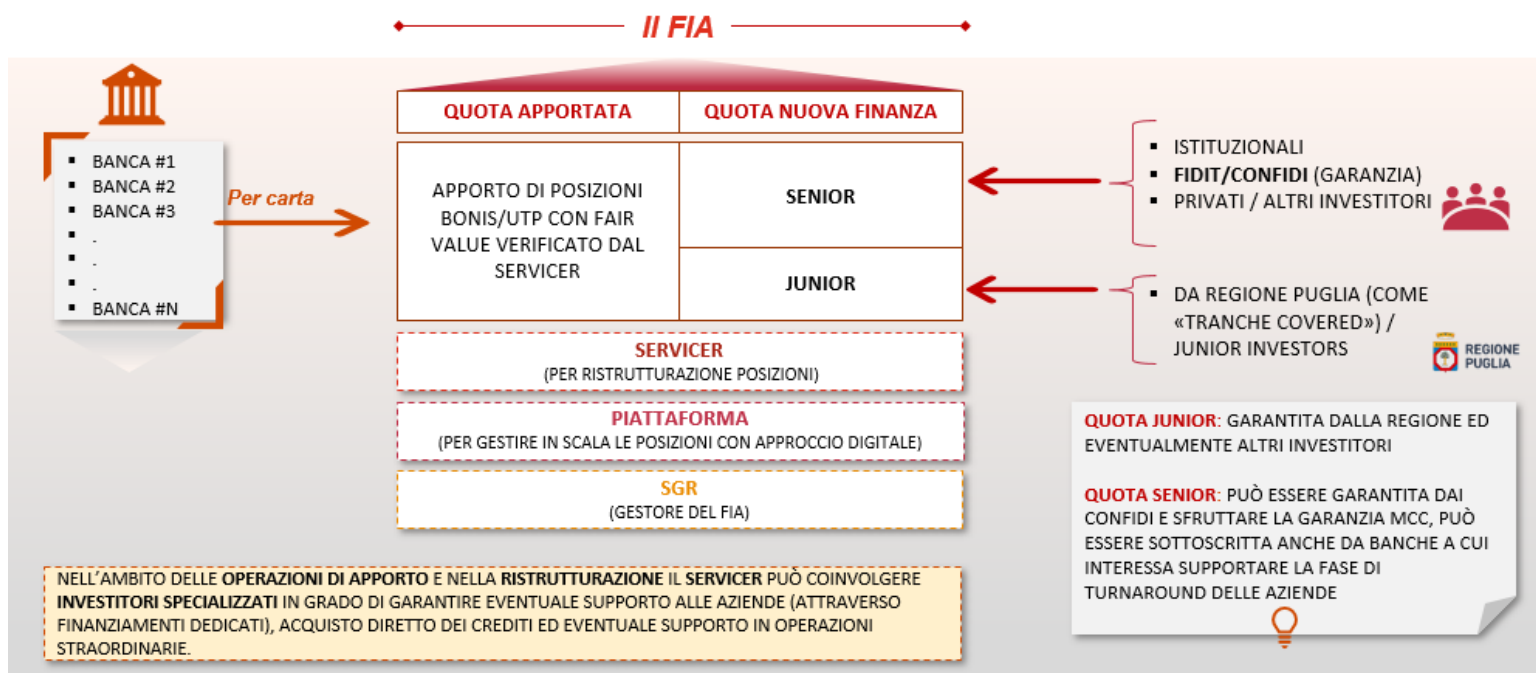 Il FIA
QUOTA APPORTATA
QUOTA NUOVA FINANZA
▪ BANCA #1
▪ BANCA #2
▪ BANCA #3
▪ .
▪ .
▪ .
▪ BANCA #N
Per carta
APPORTO DI POSIZIONI
BONIS/UTP CON FAIR
VALUE VERIFICATO DAL
SERVICER
SENIOR
JUNIOR
▪ ISTITUZIONALI
▪ FIDIT/CONFIDI (GARANZIA)
▪ PRIVATI / ALTRI INVESTITORI
▪ DA REGIONE PUGLIA (COME
«TRANCHE COVERED») /
JUNIOR INVESTORS
REGIONE
PUGLIA
SERVICER
(PER RISTRUTTURAZIONE POSIZIONI)
PIATTAFORMA
(PER GESTIRE IN SCALA LE POSIZIONI CON APPROCCIO DIGITALE)
SGR
(GESTORE DEL FIA)
QUOTA JUNIOR: GARANTITA DALLA REGIONE ED
EVENTUALMENTE ALTRI INVESTITORI
QUOTA SENIOR: PUÒ ESSERE GARANTITA DAI
CONFIDI E SFRUTTARE LA GARANZIA MCC, PUÒ
ESSERE SOTTOSCRITTA ANCHE DA BANCHE A CUI
INTERESSA SUPPORTARE LA FASE DI
TURNAROUND DELLE AZIENDE
NELL’AMBITO DELLE OPERAZIONI DI APPORTO E NELLA RISTRUTTURAZIONE IL SERVICER PUÒ COINVOLGERE
INVESTITORI SPECIALIZZATI IN GRADO DI GARANTIRE EVENTUALE SUPPORTO ALLE AZIENDE (ATTRAVERSO
FINANZIAMENTI DEDICATI), ACQUISTO DIRETTO DEI CREDITI ED EVENTUALE SUPPORTO IN OPERAZIONI
STRAORDINARIE.